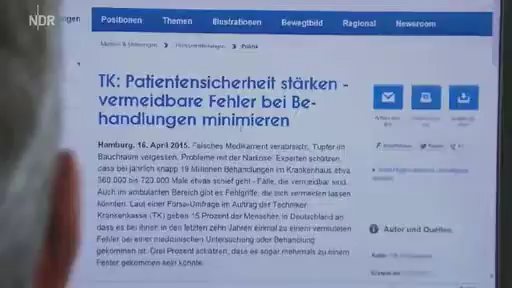 NDR
Positionen Themen Illustrationen Bewegtbild Regional Newsroom
Politik
TK: Patientensicherheit stärken -
vermeidbare Fehler bei Be-
handlungen minimieren
Hamburg, 16. April 2015. Falsches Medikament verabreicht, Tupfer im
Bauchraum vergessen, Probleme mit der Narkose: Experten schätzen,
dass bei jährlich knapp 19 Millionen Behandlungen im Krankenhaus etwa
360.000 bis 720.000 Male etwas schief geht - Fälle, die vermeidbar sind.
Auch im ambulanten Bereich gibt es Fehlgriffe, die sich vermeiden lassen
könnten. Laut einer Forsa-Umfrage im Auftrag der Techniker
Krankenkasse (TK) geben 15 Prozent der Menschen in Deutschland an,
dass es bei ihnen in den letzten zehn Jahren einmal zu einem vermuteten
Fehler bei einer medizinischen Untersuchung oder Behandlung
gekommen ist. Drei Prozent schätzen, dass es sogar mehrmals zu einem
Fehler gekommen sein könnte.
Autor und Quellen